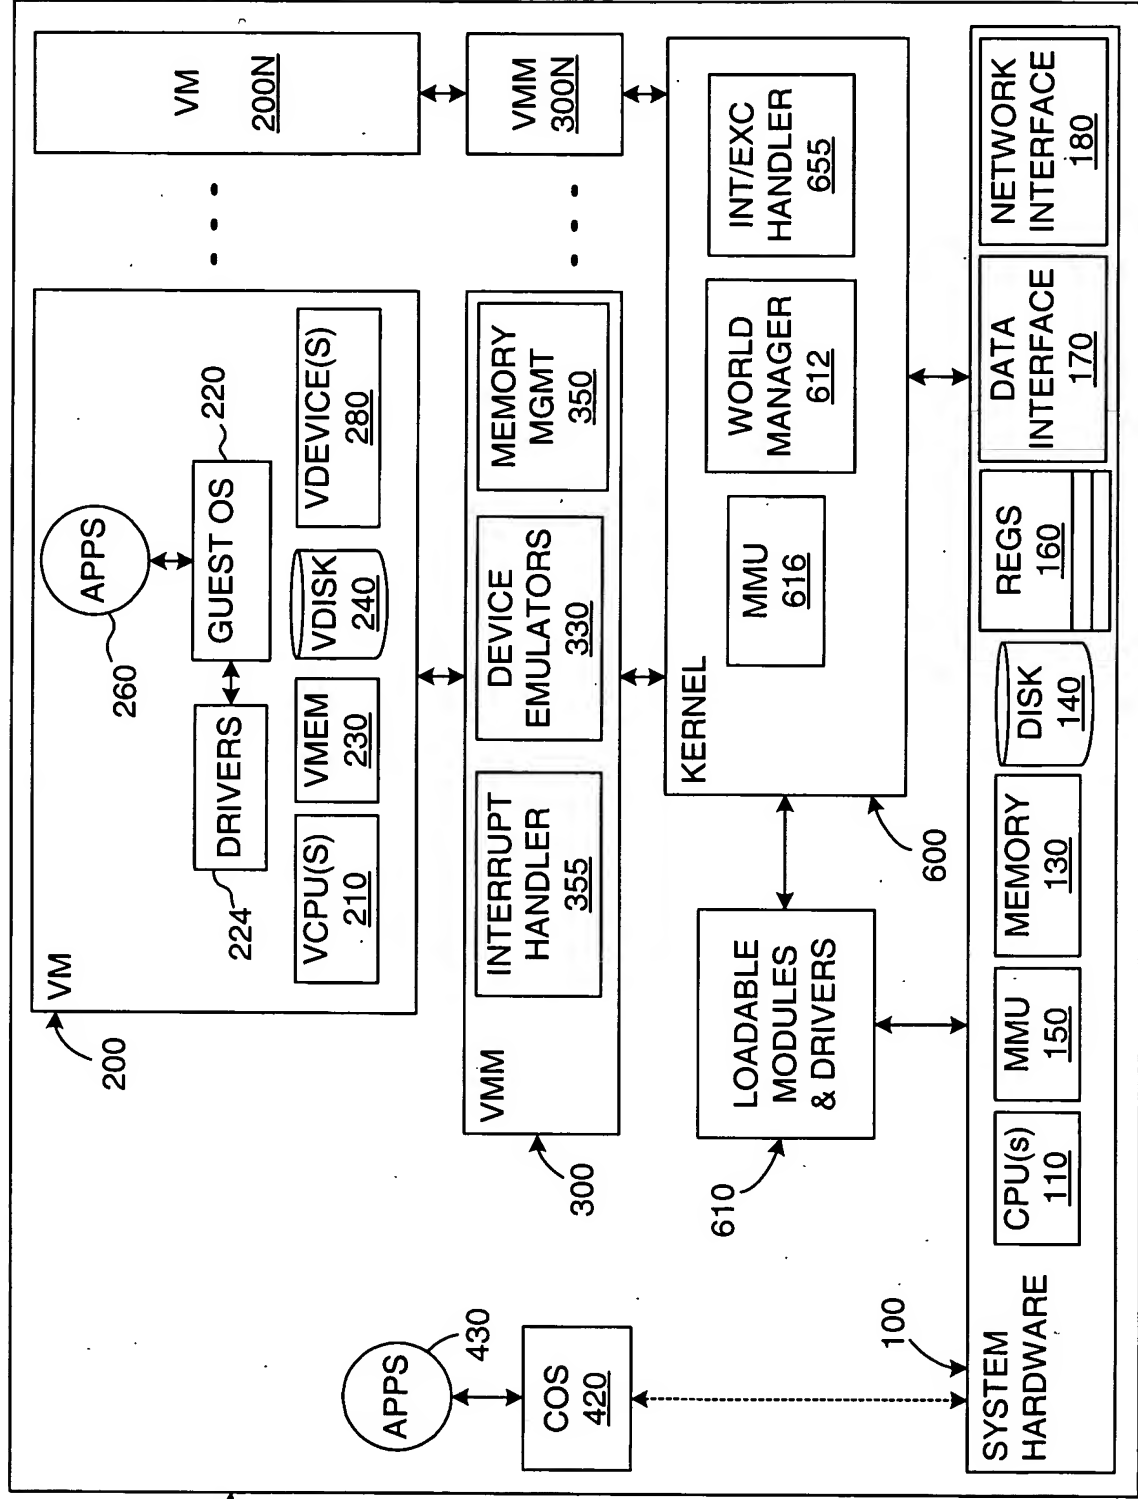 VM
200
APPS
260
GUEST OS
220
DRIVERS
224
VCPU(S)
210
VMEM
230
VDISK
240
VDEVICE(S)
280
VM
200N
VMM
300
INTERRUPT
HANDLER
355
DEVICE
EMULATORS
330
MEMORY
MGMT
350
VMM
300N
APPS
430
COS
420
LOADABLE
MODULES
& DRIVERS
610
KERNEL
600
MMU
616
WORLD
MANAGER
612
INT/EXC
HANDLER
655
SYSTEM
HARDWARE
100
CPU(s)
110
MMU
150
MEMORY
130
DISK
140
REGS
160
DATA
INTERFACE
170
NETWORK
INTERFACE
180